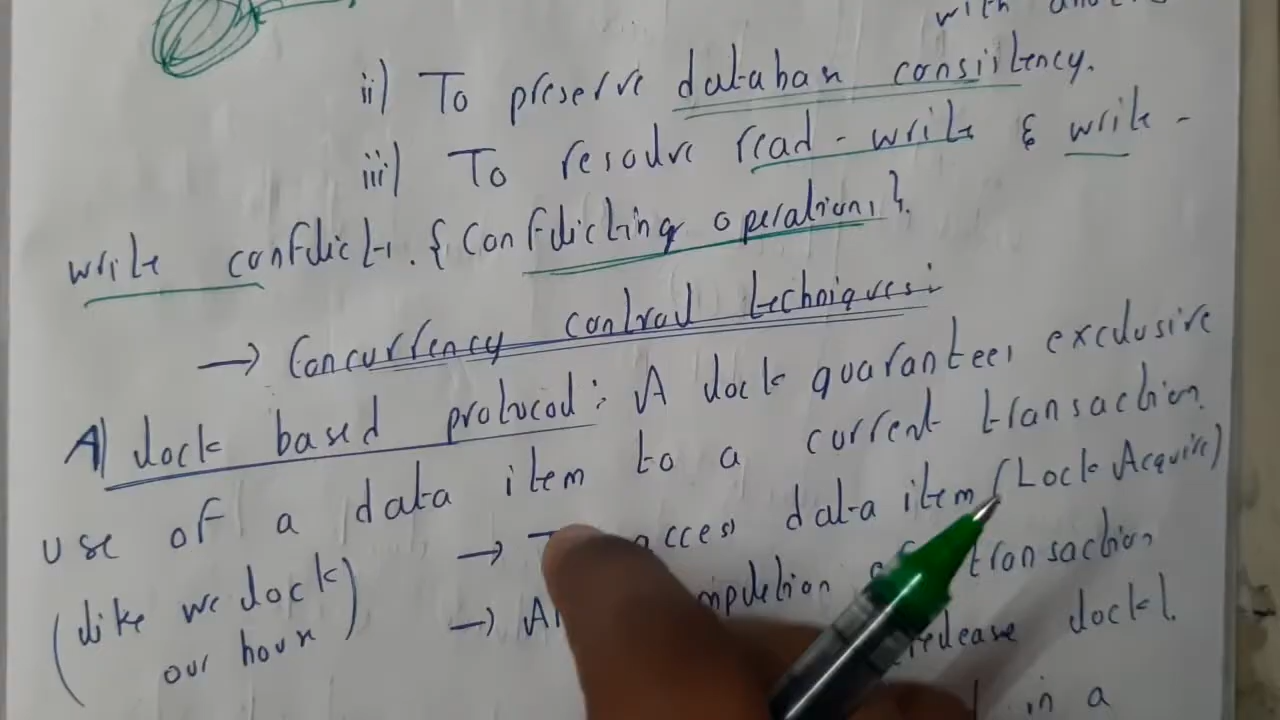 with
ii) To preserve database consistency.
iii) To resolve read - write & write -
write conflicts. {Conflicting operations}.
→ Concurrency control techniques:
A) Lock based protocol: A lock guarantees exclusive
use of a data item to a current transaction.
→ access data item (Lock Acquire)
(like we lock
our house)
→ of transaction
release lock).
in a